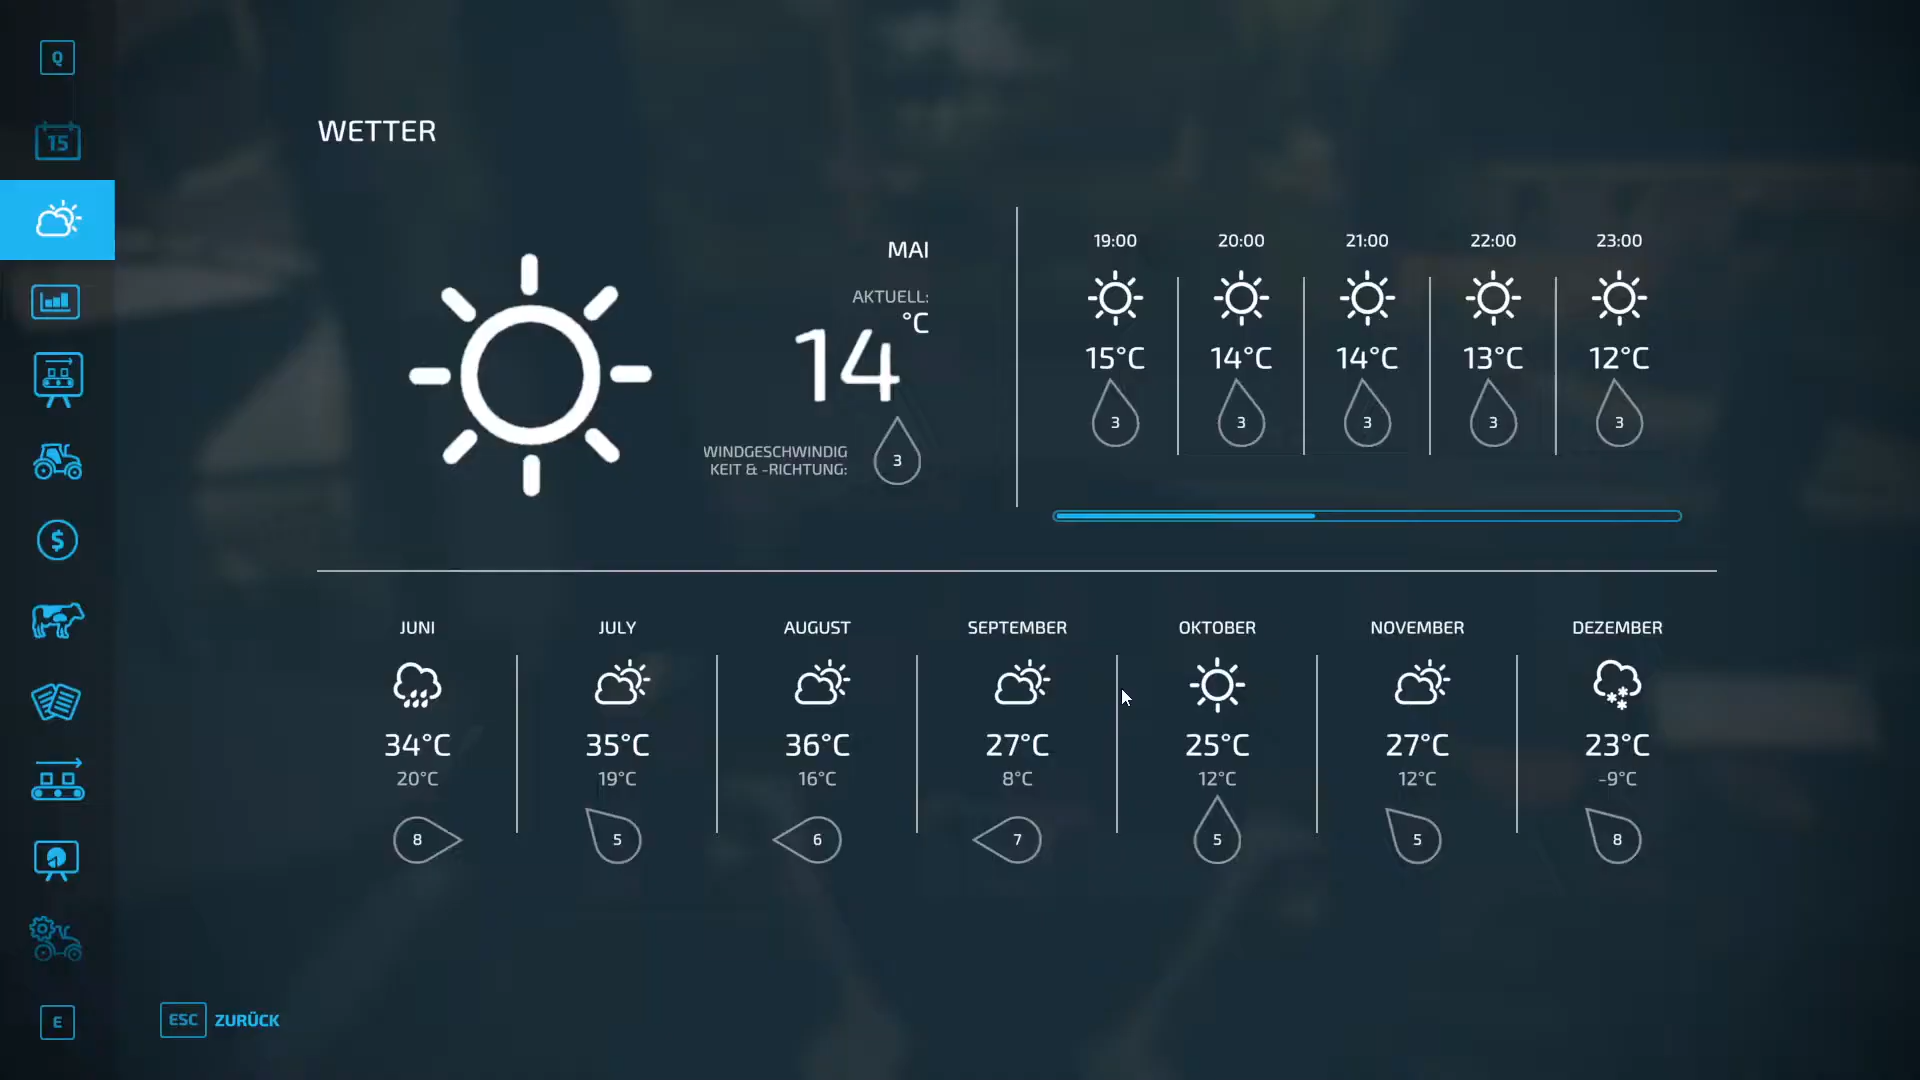 Q
15
WETTER
MAI
AKTUELL:
°C
14
WINDGESCHWINDIG
KEIT & -RICHTUNG:
3
19:00 20:00 21:00 22:00 23:00
15°C 14°C 14°C 13°C 12°C
3 3 3 3 3
$
JUNI JULY AUGUST SEPTEMBER OKTOBER NOVEMBER DEZEMBER
34°C 35°C 36°C 27°C 25°C 27°C 23°C
20°C 19°C 16°C 8°C 12°C 12°C -9°C
8 5 6 7 5 5 8
E
ESC ZURÜCK